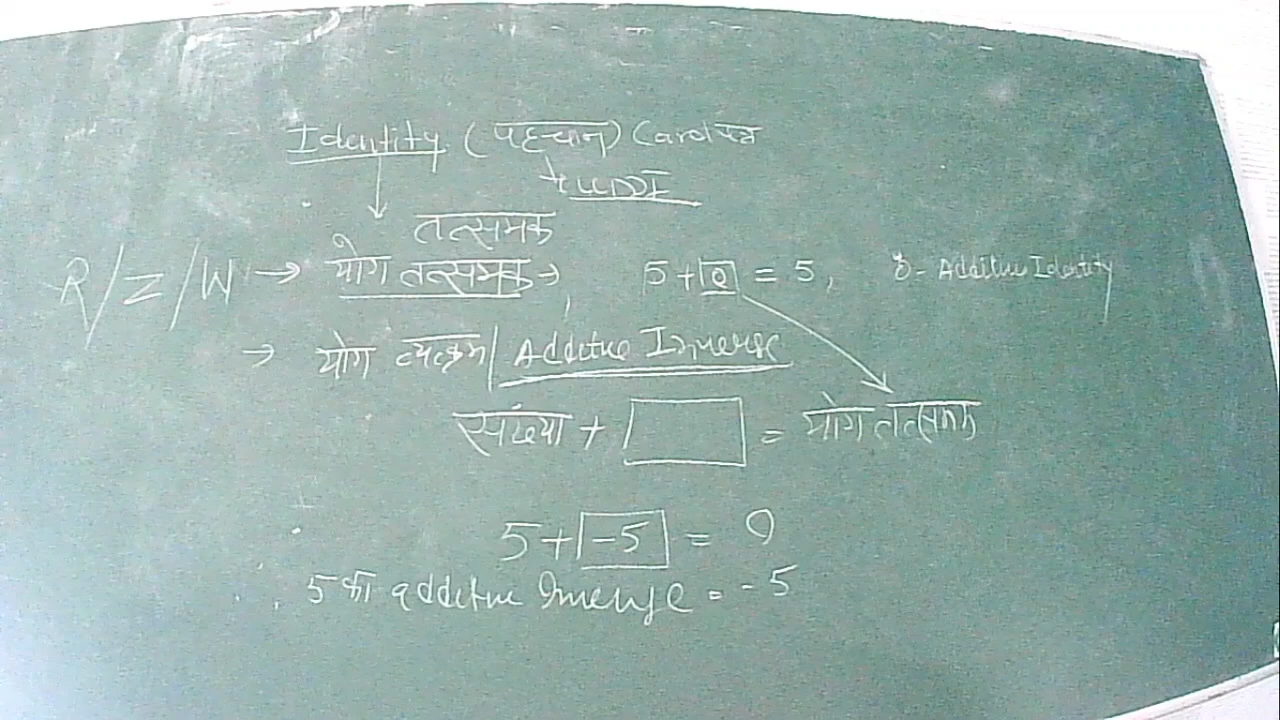 Identity (पहचान) Card पत्र
तत्समक
R/Z/W → योग तत्समक → 5+0 = 5, 0 - Additive Identity
→ योग व्युत्क्रम | Additive Inverse
संख्या + = योग तत्समक
5+ -5 = 0
5 का additive Inverse = -5